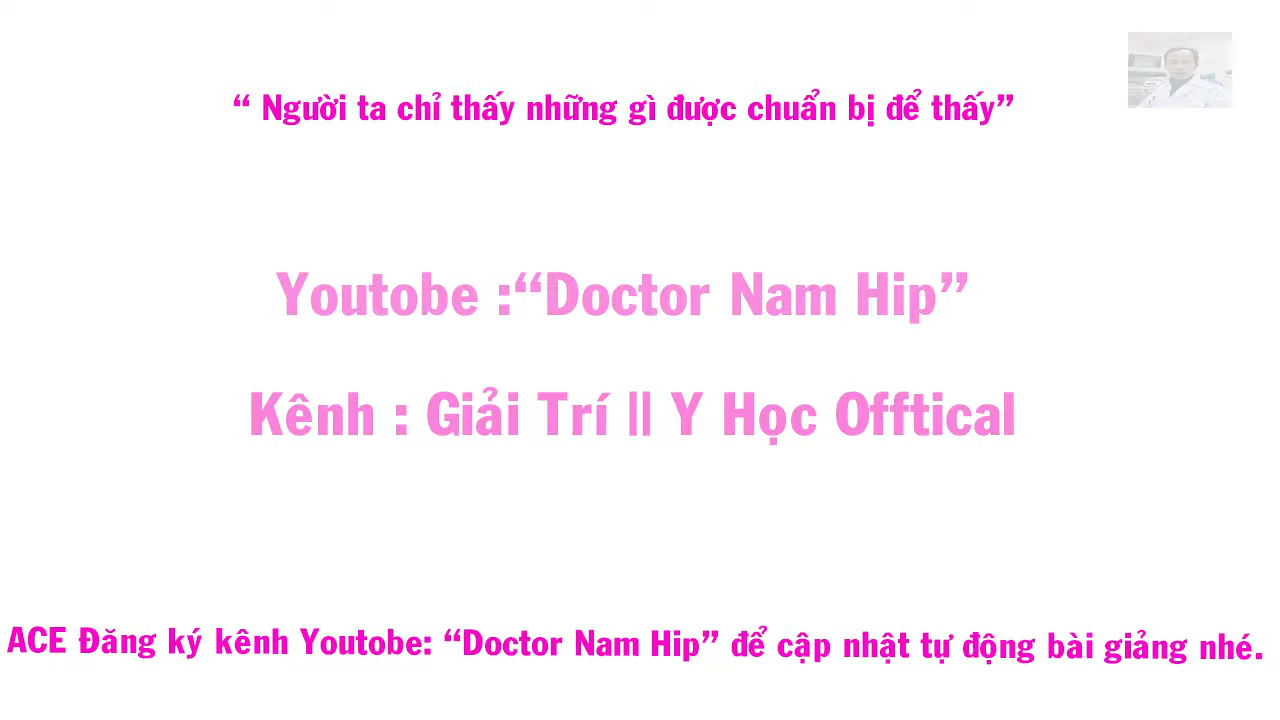 “ Người ta chỉ thấy những gì được chuẩn bị để thấy”
Youtobe :“Doctor Nam Hip”
Kênh : Giải Trí || Y Học Offtical
ACE Đăng ký kênh Youtobe: “Doctor Nam Hip” để cập nhật tự động bài giảng nhé.